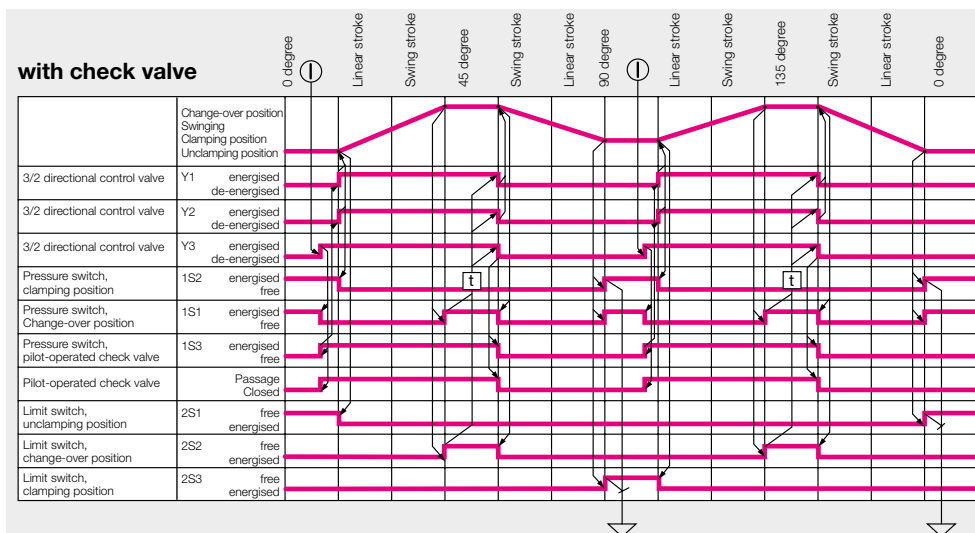 with check valve
0 degree
Linear stroke
Swing stroke
45 degree
Swing stroke
Linear stroke
90 degree
Linear stroke
Swing stroke
135 degree
Swing stroke
Linear stroke
0 degree
Change-over position
Swinging
Clamping position
Unclamping position
3/2 directional control valve Y1 energised
de-energised
3/2 directional control valve Y2 energised
de-energised
3/2 directional control valve Y3 energised
de-energised
Pressure switch, 1S2 energised
clamping position free
t t
Pressure switch, 1S1 energised
Change-over position free
Pressure switch, 1S3 energised
pilot-operated check valve free
Pilot-operated check valve Passage
Closed
Limit switch, 2S1 free
unclamping position energised
Limit switch, 2S2 free
change-over position energised
Limit switch, 2S3 free
clamping position energised